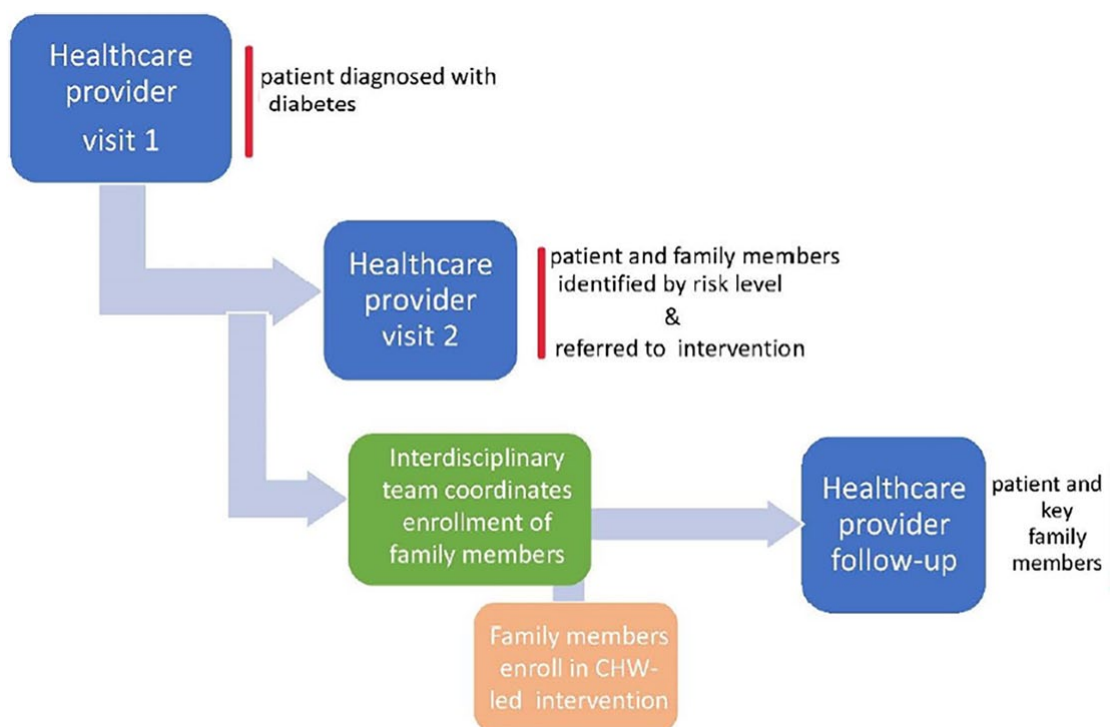 Healthcare
provider
visit 1
patient diagnosed with
diabetes
Healthcare
provider
visit 2
patient and family members
identified by risk level
&
referred to intervention
Interdisciplinary
team coordinates
enrollment of
family members
Healthcare
provider
follow-up
patient and
key
family
members
Family members
enroll in CHW-
led intervention